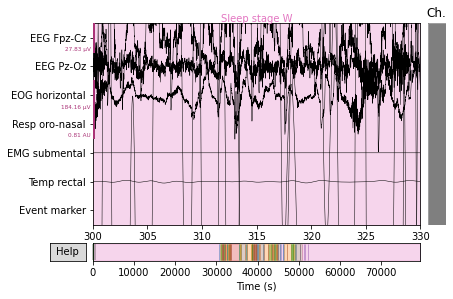 Sleep stage W
Ch.
EEG Fpz-Cz
27.83 µV
EEG Pz-Oz
EOG horizontal
184.16 µV
Resp oro-nasal
0.81 AU
EMG submental
Temp rectal
Event marker
300 305 310 315 320 325 330
Help
0 10000 20000 30000 40000 50000 60000 70000
Time (s)